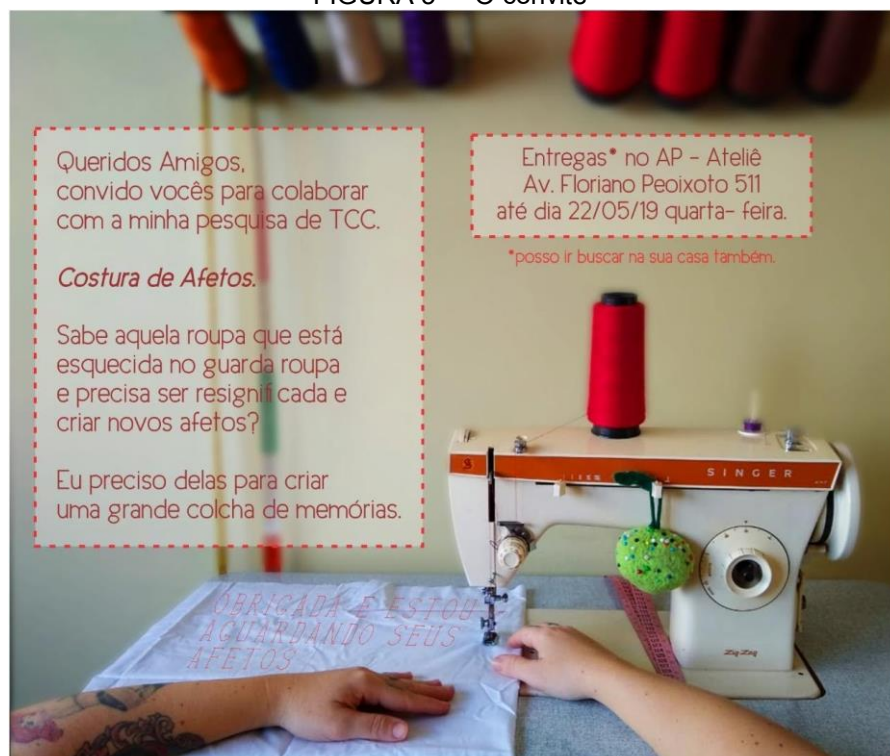 Queridos Amigos,
convido vocês para colaborar
com a minha pesquisa de TCC.
Costura de Afetos.
Sabe aquela roupa que está
esquecida no guarda roupa
e precisa ser resignificada e
criar novos afetos?
Eu preciso delas para criar
uma grande colcha de memórias.
Entregas* no AP - Ateliê
Av. Floriano Peoixoto 511
até dia 22/05/19 quarta- feira.
*posso ir buscar na sua casa também.
SINGER
Zig-Zag
OBRIGADA E ESTOU
AGUARDANDO SEUS
AFETOS